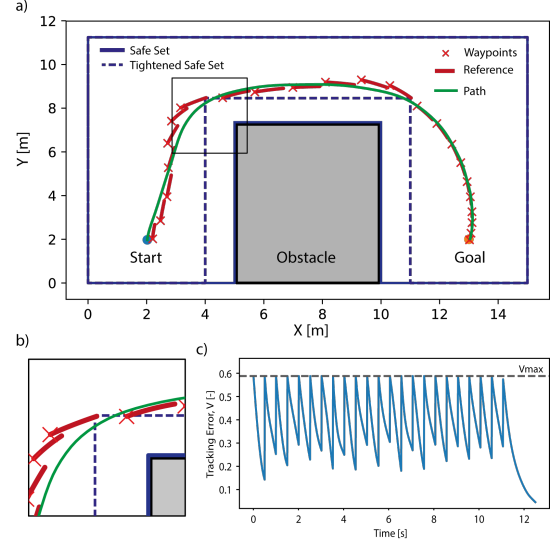 a)
12
10
8
6
4
2
0
Y [m]
Safe Set
Tightened Safe Set
Waypoints
Reference
Path
Start
Obstacle
Goal
0 2 4 6 8 10 12 14
X [m]
b)
c)
0.6
0.5
0.4
0.3
0.2
0.1
Tracking Error, V [-]
Vmax
0 2 4 6 8 10 12
Time [s]